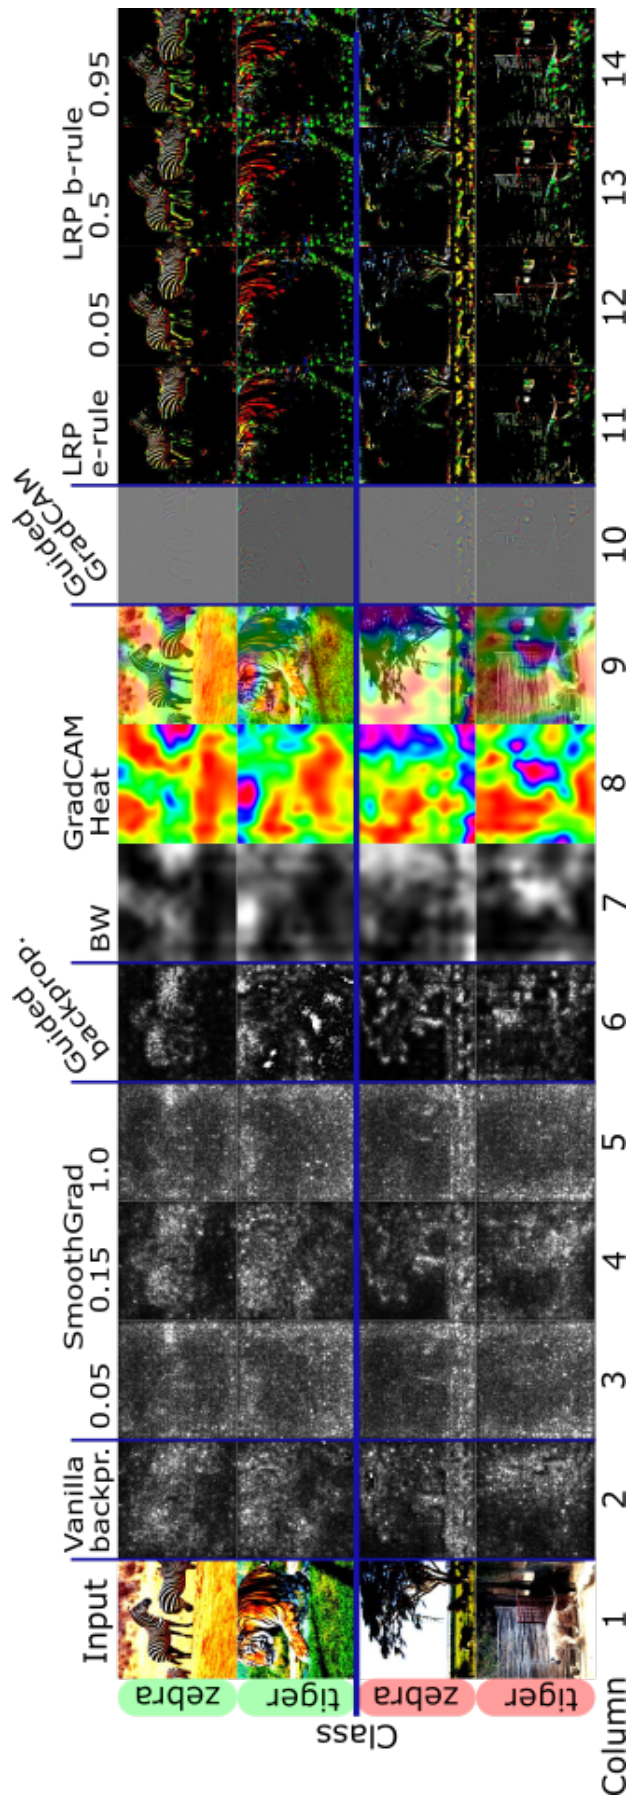 Input
Vanilla
backpr.
SmoothGrad
0.05 0.15 1.0
Guided
backprop.
GradCAM
BW Heat
Guided
GradCAM
LRP
e-rule
LRP b-rule
0.05 0.5 0.95
Class
zebra
tiger
zebra
tiger
Column 1 2 3 4 5 6 7 8 9 10 11 12 13 14